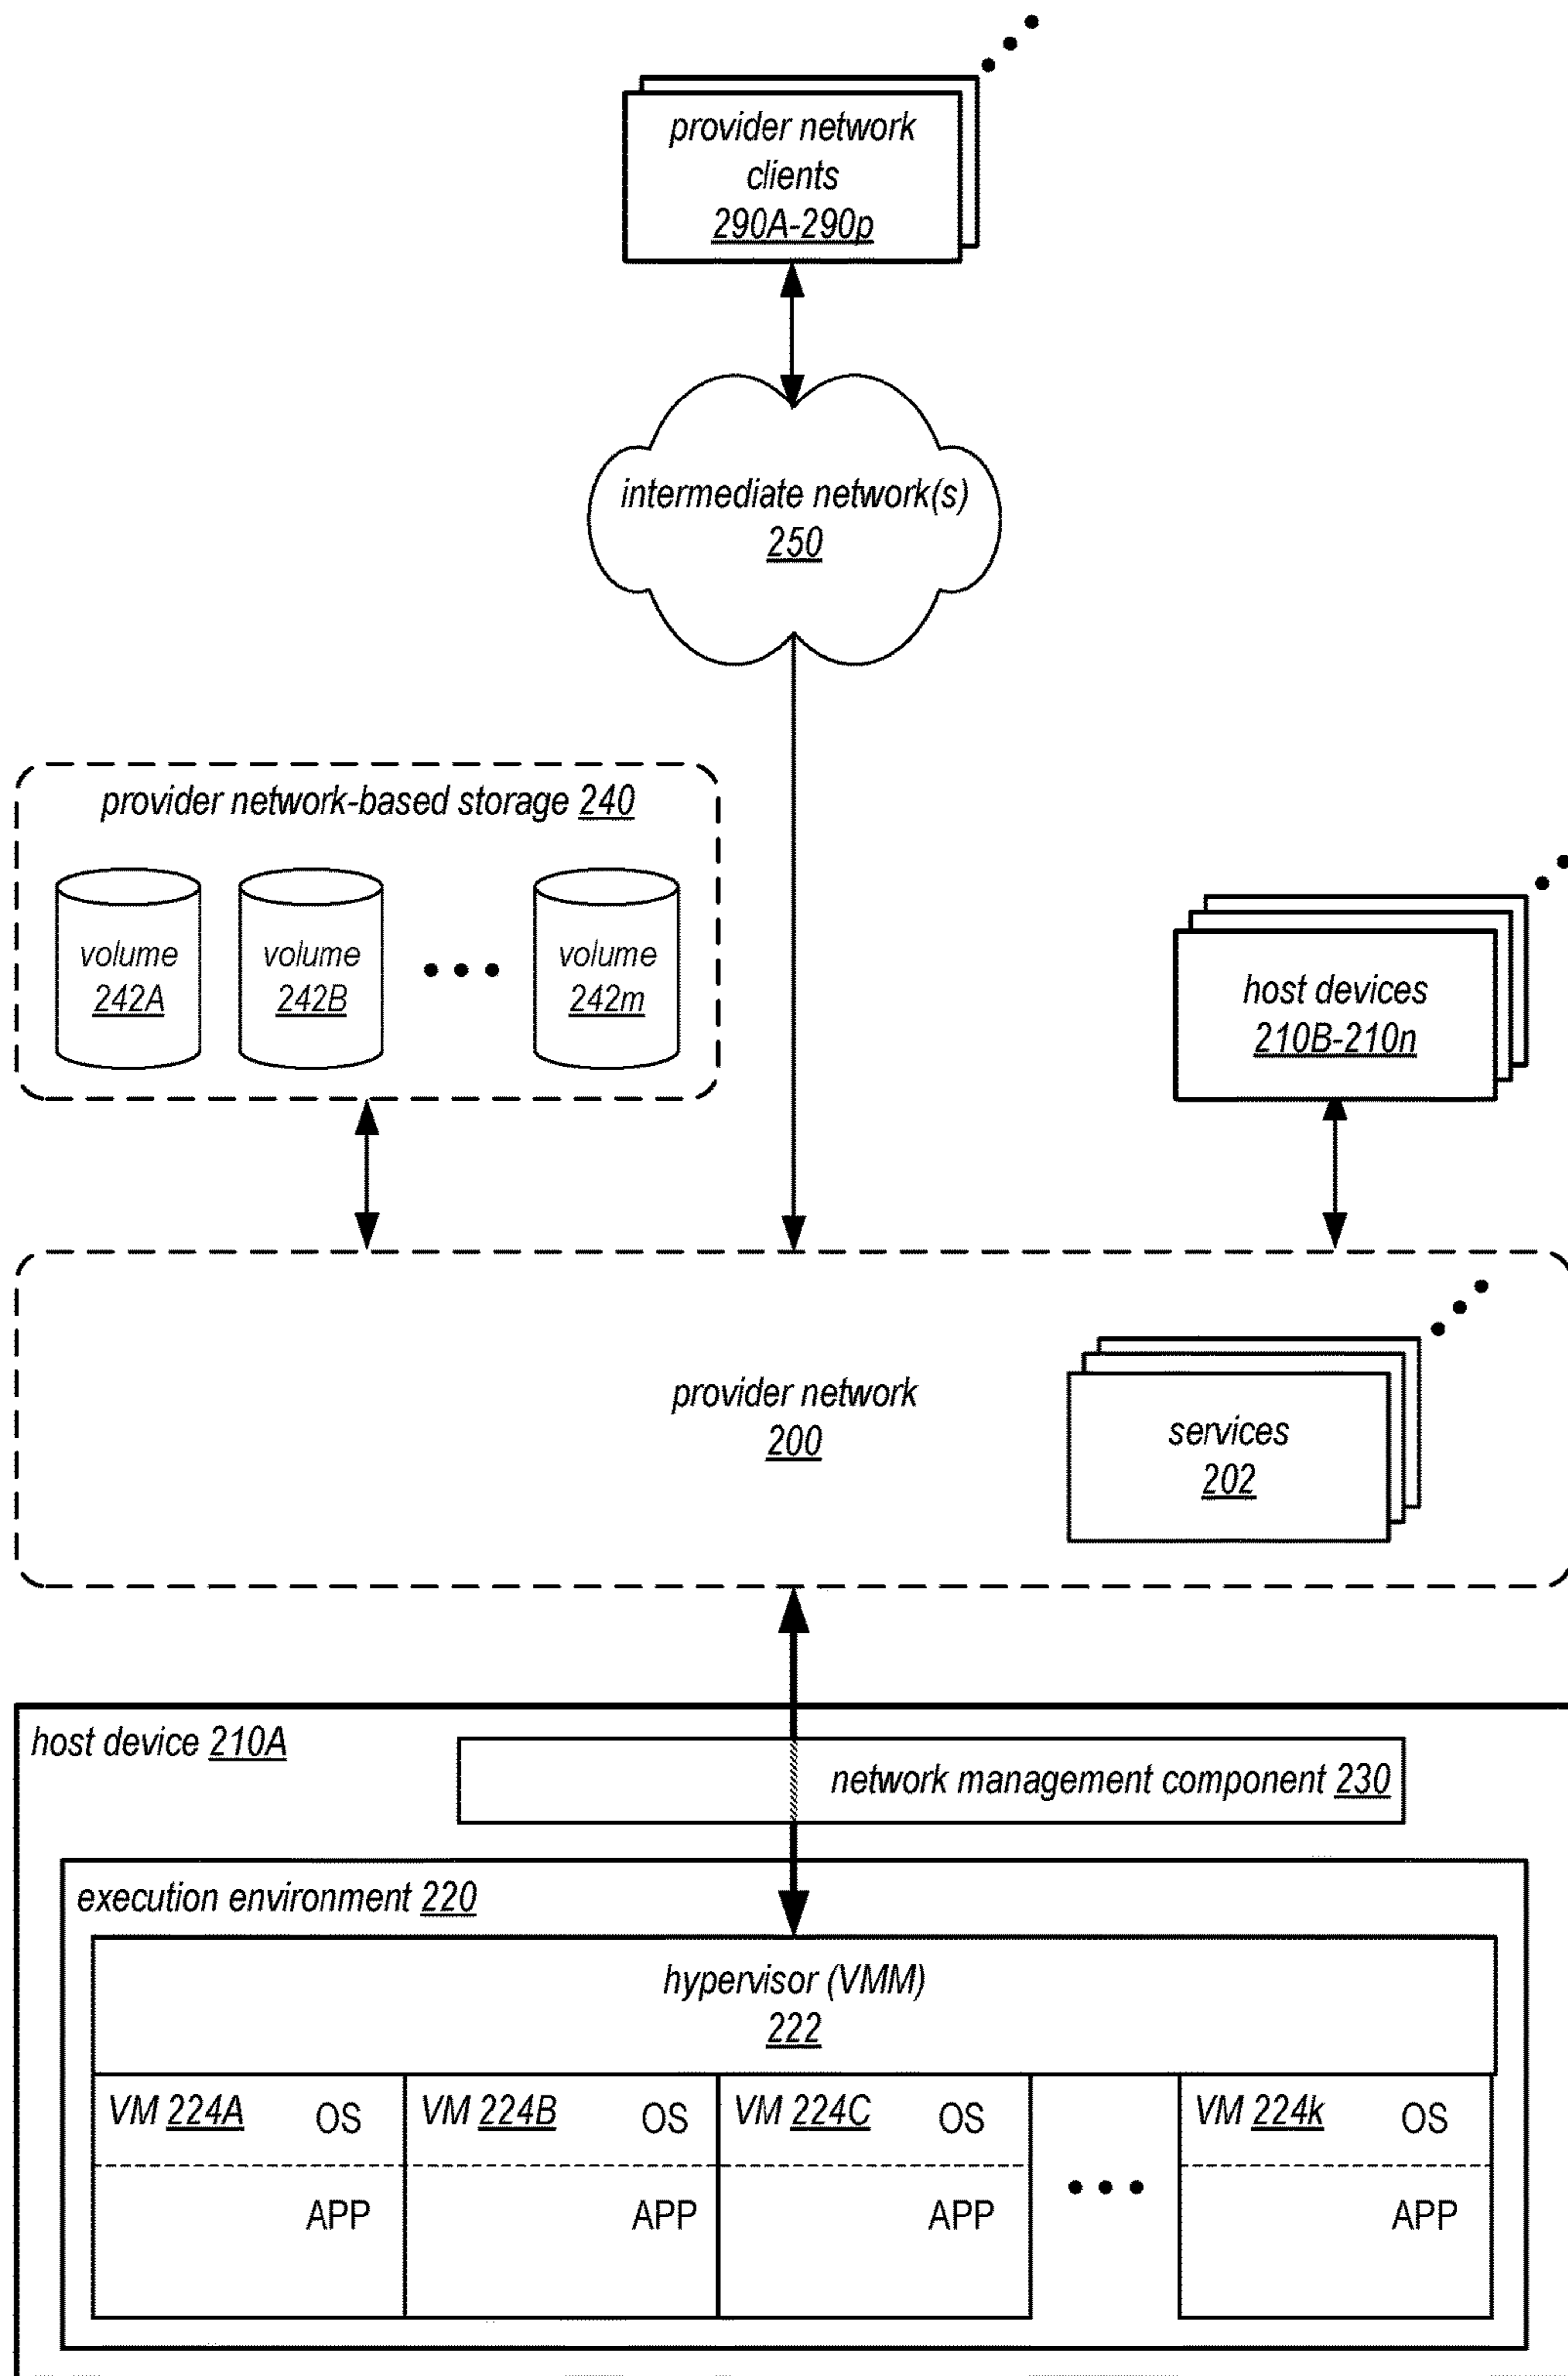 provider network
clients
290A-290p
intermediate network(s)
250
provider network-based storage 240
volume
242A
volume
242B
volume
242m
host devices
210B-210n
provider network
200
services
202
host device 210A
network management component 230
execution environment 220
hypervisor (VMM)
222
VM 224A OS
APP
VM 224B OS
APP
VM 224C OS
APP
VM 224k OS
APP